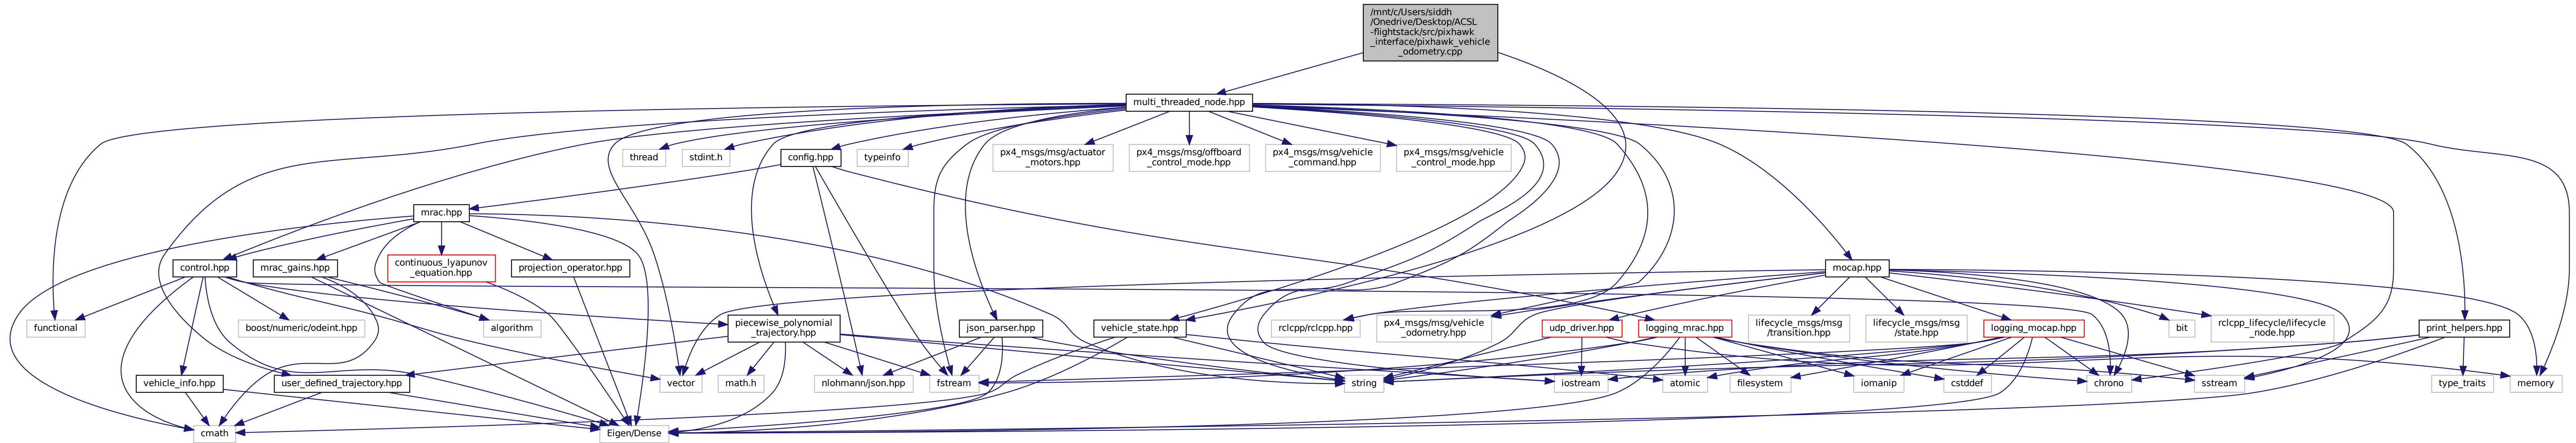 /mnt/c/Users/siddh
/Onedrive/Desktop/ACSL
-flightstack/src/pixhawk
_interface/pixhawk_vehicle
_odometry.cpp
multi_threaded_node.hpp
thread
stdint.h
config.hpp
typeinfo
px4_msgs/msg/actuator
_motors.hpp
px4_msgs/msg/offboard
_control_mode.hpp
px4_msgs/msg/vehicle
_command.hpp
px4_msgs/msg/vehicle
_control_mode.hpp
mrac.hpp
control.hpp
mrac_gains.hpp
continuous_lyapunov
_equation.hpp
projection_operator.hpp
mocap.hpp
functional
boost/numeric/odeint.hpp
algorithm
piecewise_polynomial
_trajectory.hpp
json_parser.hpp
vehicle_state.hpp
rclcpp/rclcpp.hpp
px4_msgs/msg/vehicle
_odometry.hpp
udp_driver.hpp
logging_mrac.hpp
lifecycle_msgs/msg
/transition.hpp
lifecycle_msgs/msg
/state.hpp
logging_mocap.hpp
bit
rclcpp_lifecycle/lifecycle
_node.hpp
print_helpers.hpp
vehicle_info.hpp
user_defined_trajectory.hpp
vector
math.h
nlohmann/json.hpp
fstream
string
iostream
atomic
filesystem
iomanip
cstddef
chrono
sstream
type_traits
memory
cmath
Eigen/Dense